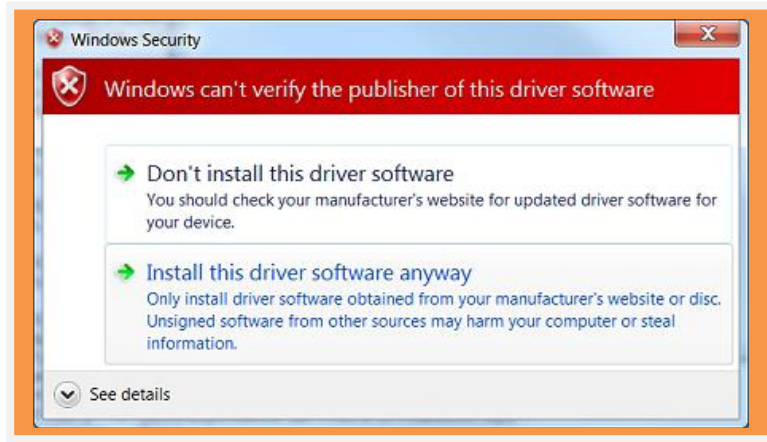 Windows Security
Windows can't verify the publisher of this driver software
Don't install this driver software
You should check your manufacturer's website for updated driver software for
your device.
Install this driver software anyway
Only install driver software obtained from your manufacturer's website or disc.
Unsigned software from other sources may harm your computer or steal
information.
See details